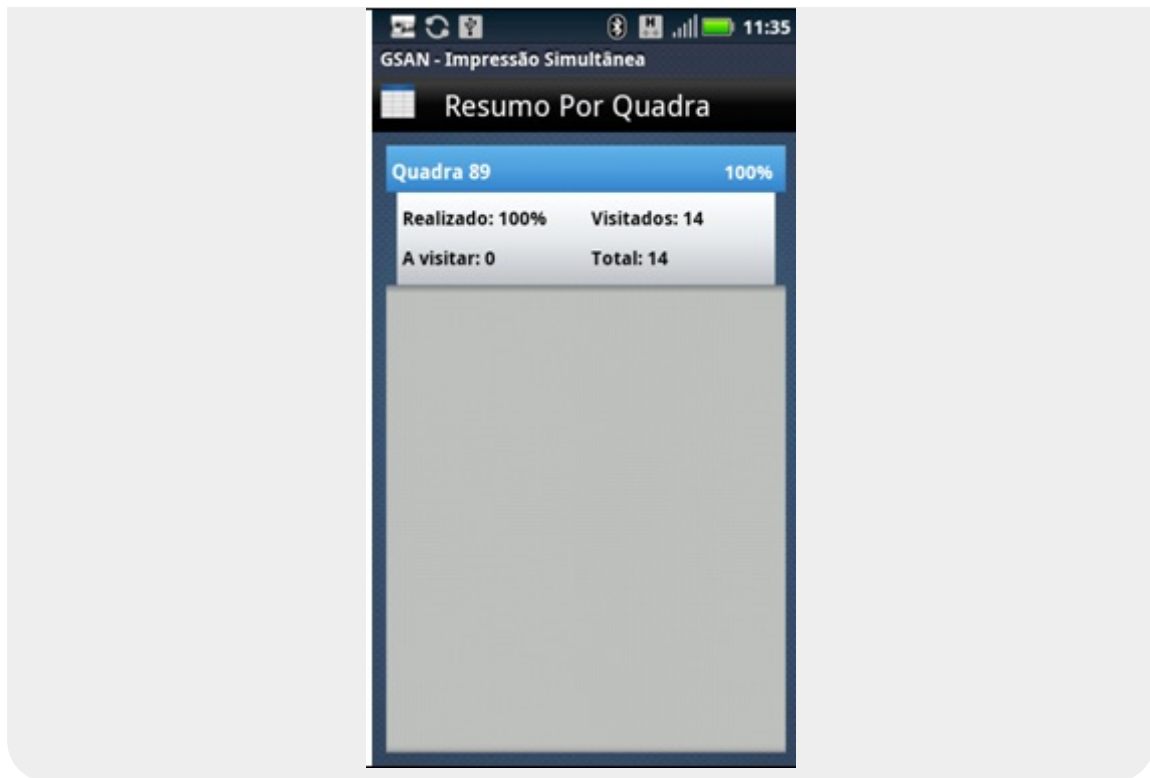 11:35
GSAN - Impressão Simultânea
Resumo Por Quadra
Quadra 89 100%
Realizado: 100% Visitados: 14
A visitar: 0 Total: 14